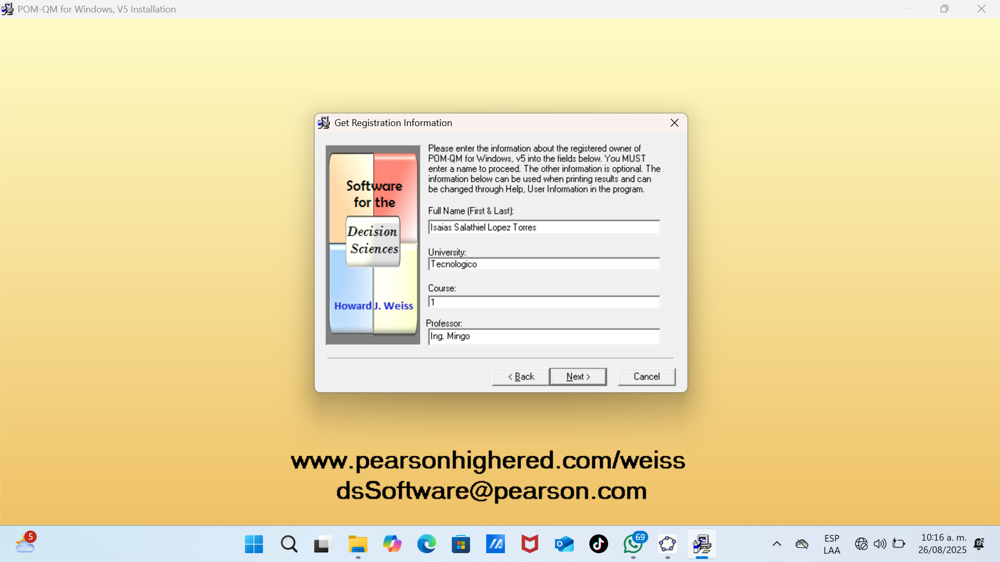 POM-QM for Windows, V5 Installation
Get Registration Information
Software
for the
Decision
Sciences
Howard J. Weiss
Please enter the information about the registered owner of
POM-QM for Windows, v5 into the fields below. You MUST
enter a name to proceed. The other information is optional. The
information below can be used when printing results and can
be changed through Help, User Information in the program.
Full Name (First & Last):
Isaias Salathiel Lopez Torres
University:
Tecnologico
Course:
1
Professor:
Ing. Mingo
< Back
Next >
Cancel
www.pearsonhighered.com/weiss
dsSoftware@pearson.com
5
69
ESP
LAA
10:16 a. m.
26/08/2025